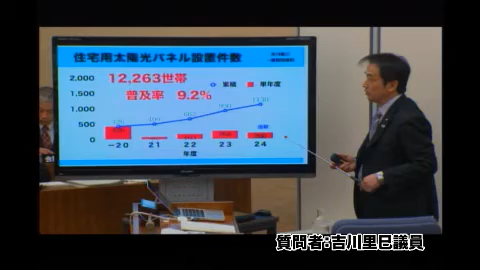 住宅用太陽光パネル設置件数
12,263世帯
普及率 9.2%
累積 単年度
2,000
1,500
1,000
500
0
~20 21 22 23 24
年度
質問者:吉川里巳議員